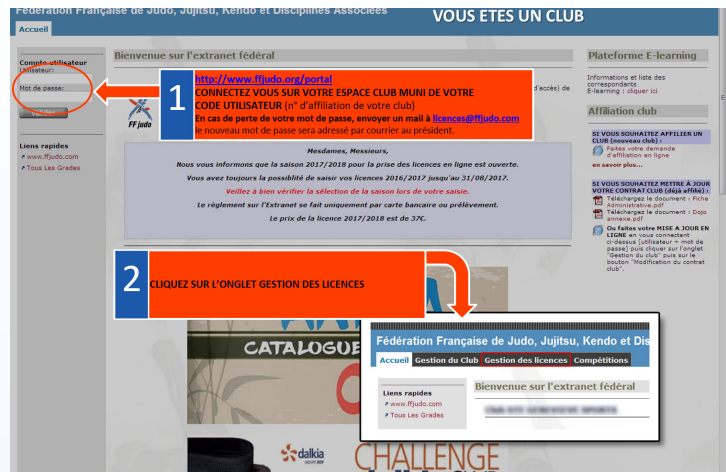 Fédération Française de Judo, Jujitsu, Kendo et Disciplines Associées
VOUS ETES UN CLUB
Accueil
Compte utilisateur
Utilisateur:
Mot de passe:
Valider
Liens rapides
www.ffjudo.com
Tous Les Grades
Bienvenue sur l'extranet fédéral
FF judo
1
http://www.ffjudo.org/portal
CONNECTEZ VOUS SUR VOTRE ESPACE CLUB MUNI DE VOTRE
CODE UTILISATEUR (n° d'affiliation de votre club)
En cas de perte de votre mot de passe, envoyer un mail à licences@ffjudo.com
le nouveau mot de passe sera adressé par courrier au président.
d'accès) de
Mesdames, Messieurs,
Nous vous informons que la saison 2017/2018 pour la prise des licences en ligne est ouverte.
Vous avez toujours la possibilité de saisir vos licences 2016/2017 jusqu'au 31/08/2017.
Veillez à bien vérifier la sélection de la saison lors de votre saisie.
Le règlement sur l'Extranet se fait uniquement par carte bancaire ou prélèvement.
Le prix de la licence 2017/2018 est de 37€.
Plateforme E-learning
Informations et liste des
correspondants
E-learning : cliquer ici
Affiliation club
SI VOUS SOUHAITEZ AFFILIER UN
CLUB (nouveau club) :
Faites votre demande
d'affiliation en ligne
en savoir plus...
SI VOUS SOUHAITEZ METTRE À JOUR
VOTRE CONTRAT CLUB (déjà affilié) :
Téléchargez le document : Fiche
Administrative.pdf
Téléchargez le document : Dojo
annexe.pdf
Ou faites votre MISE A JOUR EN
LIGNE en vous connectant
ci-dessus [utilisateur + mot de
passe] puis cliquer sur l'onglet
"Gestion du club" puis sur le
bouton "Modification du contrat
club".
2
CLIQUEZ SUR L'ONGLET GESTION DES LICENCES
CATALOGUE
Fédération Française de Judo, Jujitsu, Kendo et Dis
Accueil Gestion du Club Gestion des licences Compétitions
Liens rapides
www.ffjudo.com
Tous Les Grades
Bienvenue sur l'extranet fédéral
dalkia
GROUPE EDF
CHALLENGE